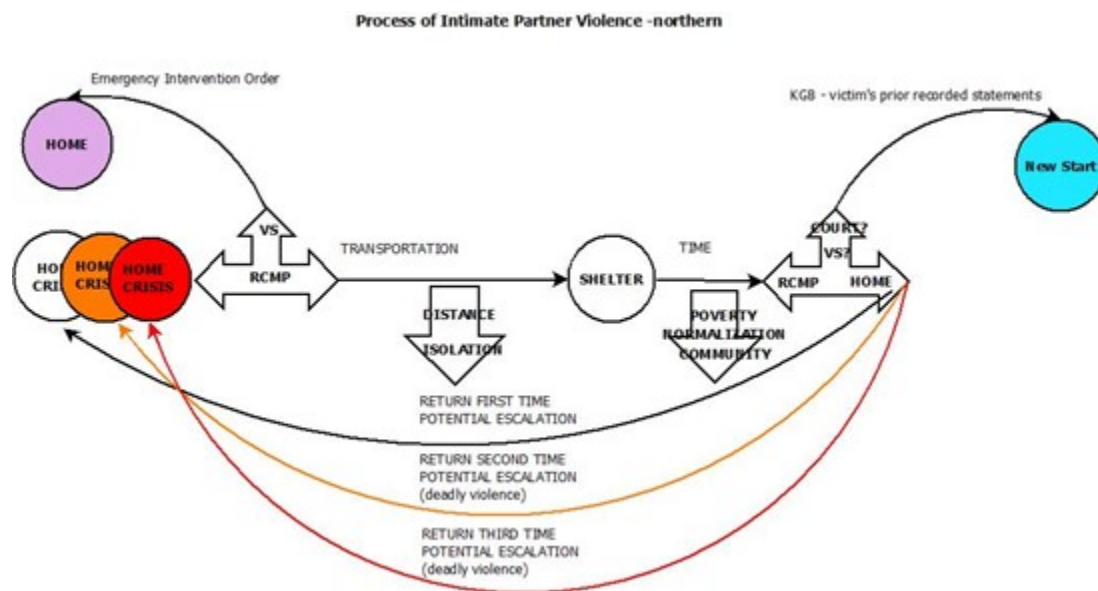 Process of Intimate Partner Violence -northern
Emergency Intervention Order
KGB - victim's prior recorded statements
HOME
New Start
VS
RCMP
HOME
CRISIS
TRANSPORTATION
SHELTER
TIME
COURT?
VS?
RCMP
HOME
DISTANCE
ISOLATION
POVERTY
NORMALIZATION
COMMUNITY
RETURN FIRST TIME
POTENTIAL ESCALATION
RETURN SECOND TIME
POTENTIAL ESCALATION
(deadly violence)
RETURN THIRD TIME
POTENTIAL ESCALATION
(deadly violence)